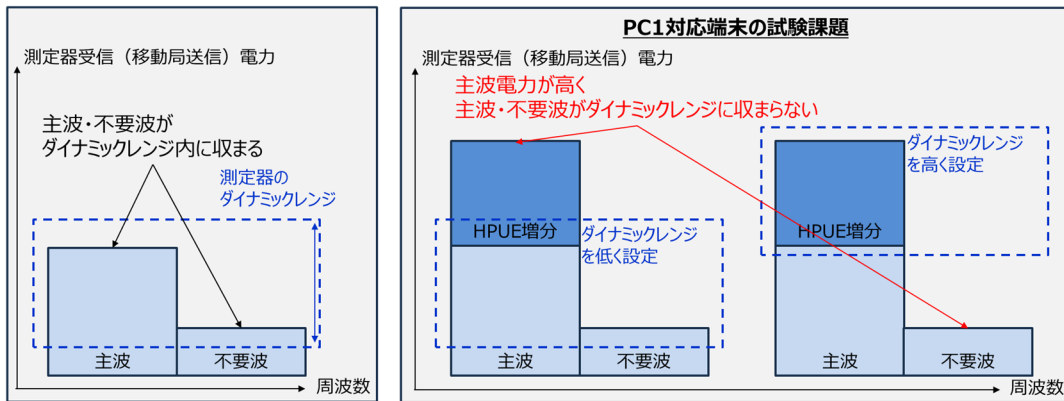 測定器受信（移動局送信）電力
主波・不要波が
ダイナミックレンジ内に収まる
測定器の
ダイナミックレンジ
主波
不要波
周波数
PC1対応端末の試験課題
測定器受信（移動局送信）電力
主波電力が高く
主波・不要波がダイナミックレンジに収まらない
HPUE増分
ダイナミックレンジ
を低く設定
主波
不要波
ダイナミックレンジ
を高く設定
HPUE増分
主波
不要波
周波数